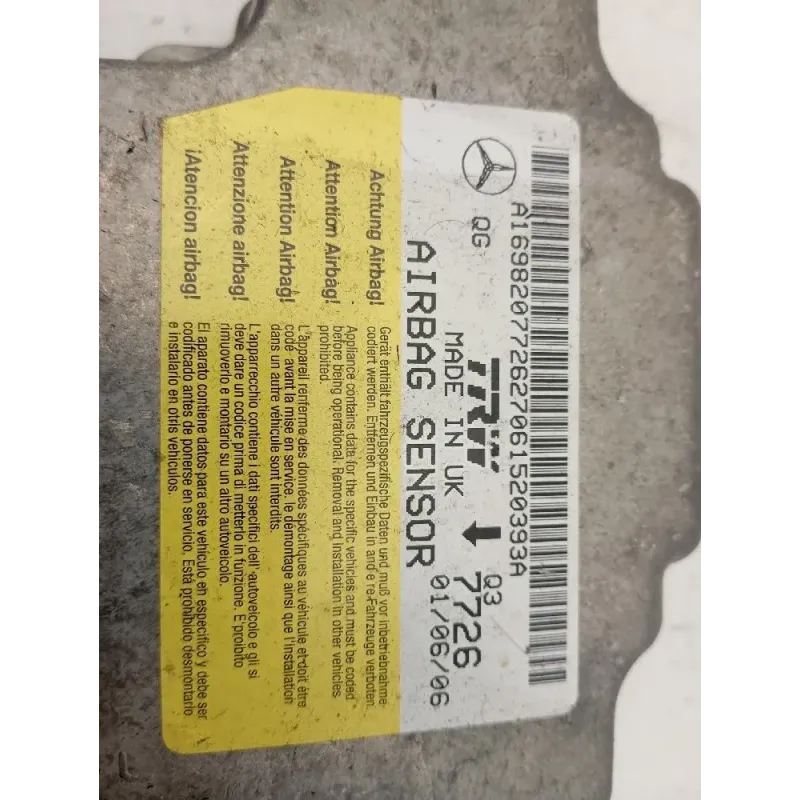 A1698207726270615203​93A
QG
TRW
Q3
MADE IN UK
7726
AIRBAG SENSOR
01/06/06
Achtung Airbag!
Gerät enthält fahrzeugspezifische Daten und muß vor inbetriebnahme
codiert werden. Entfernen und Einbau in and e re-Fahrzeuge verboten.
Attention Airbag!
Appliance contains data for the specific vehicles and must be coded
before being operational. Removal and installation in other vehicles
prohibited.
Attention Airbag!
L'appareil renferme des données spécifiques au véhicule et doit être
codé avant la mise en service. le démontage ainsi que l'installation
dans un autre véhicule sont interdits.
Attenzione airbag!
L'apparrecchio contiene i dati specifici dell' autoveicolo e gli si
deve dare un codice prima di metterlo in funzione. E'proibito
rimuoverlo e montarlo su un altro autoveicolo.
¡Atencion airbag!
El aparato contiene datos para este vehículo en específico y debe ser
codificado antes de ponerse en servicio. Está prohibido desmontarlo
e instalarlo en otris vehículos.